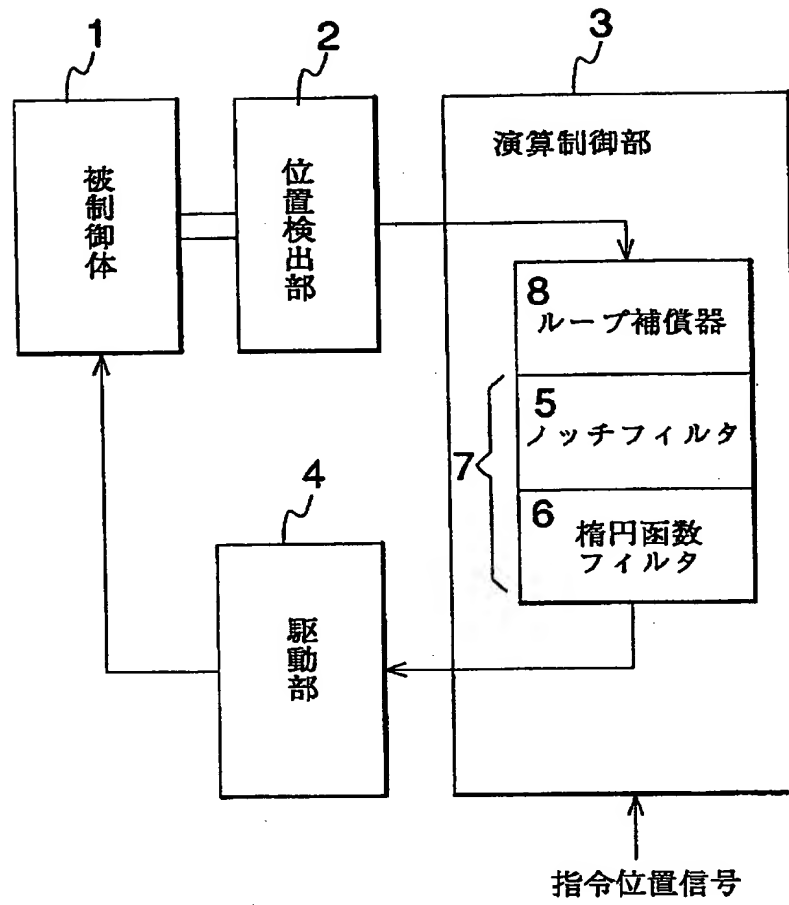 1
被制御体
2
位置検出部
3
演算制御部
8
ループ補償器
5
ノッチフィルタ
7
6
楕円函数
フィルタ
4
駆動部
指令位置信号